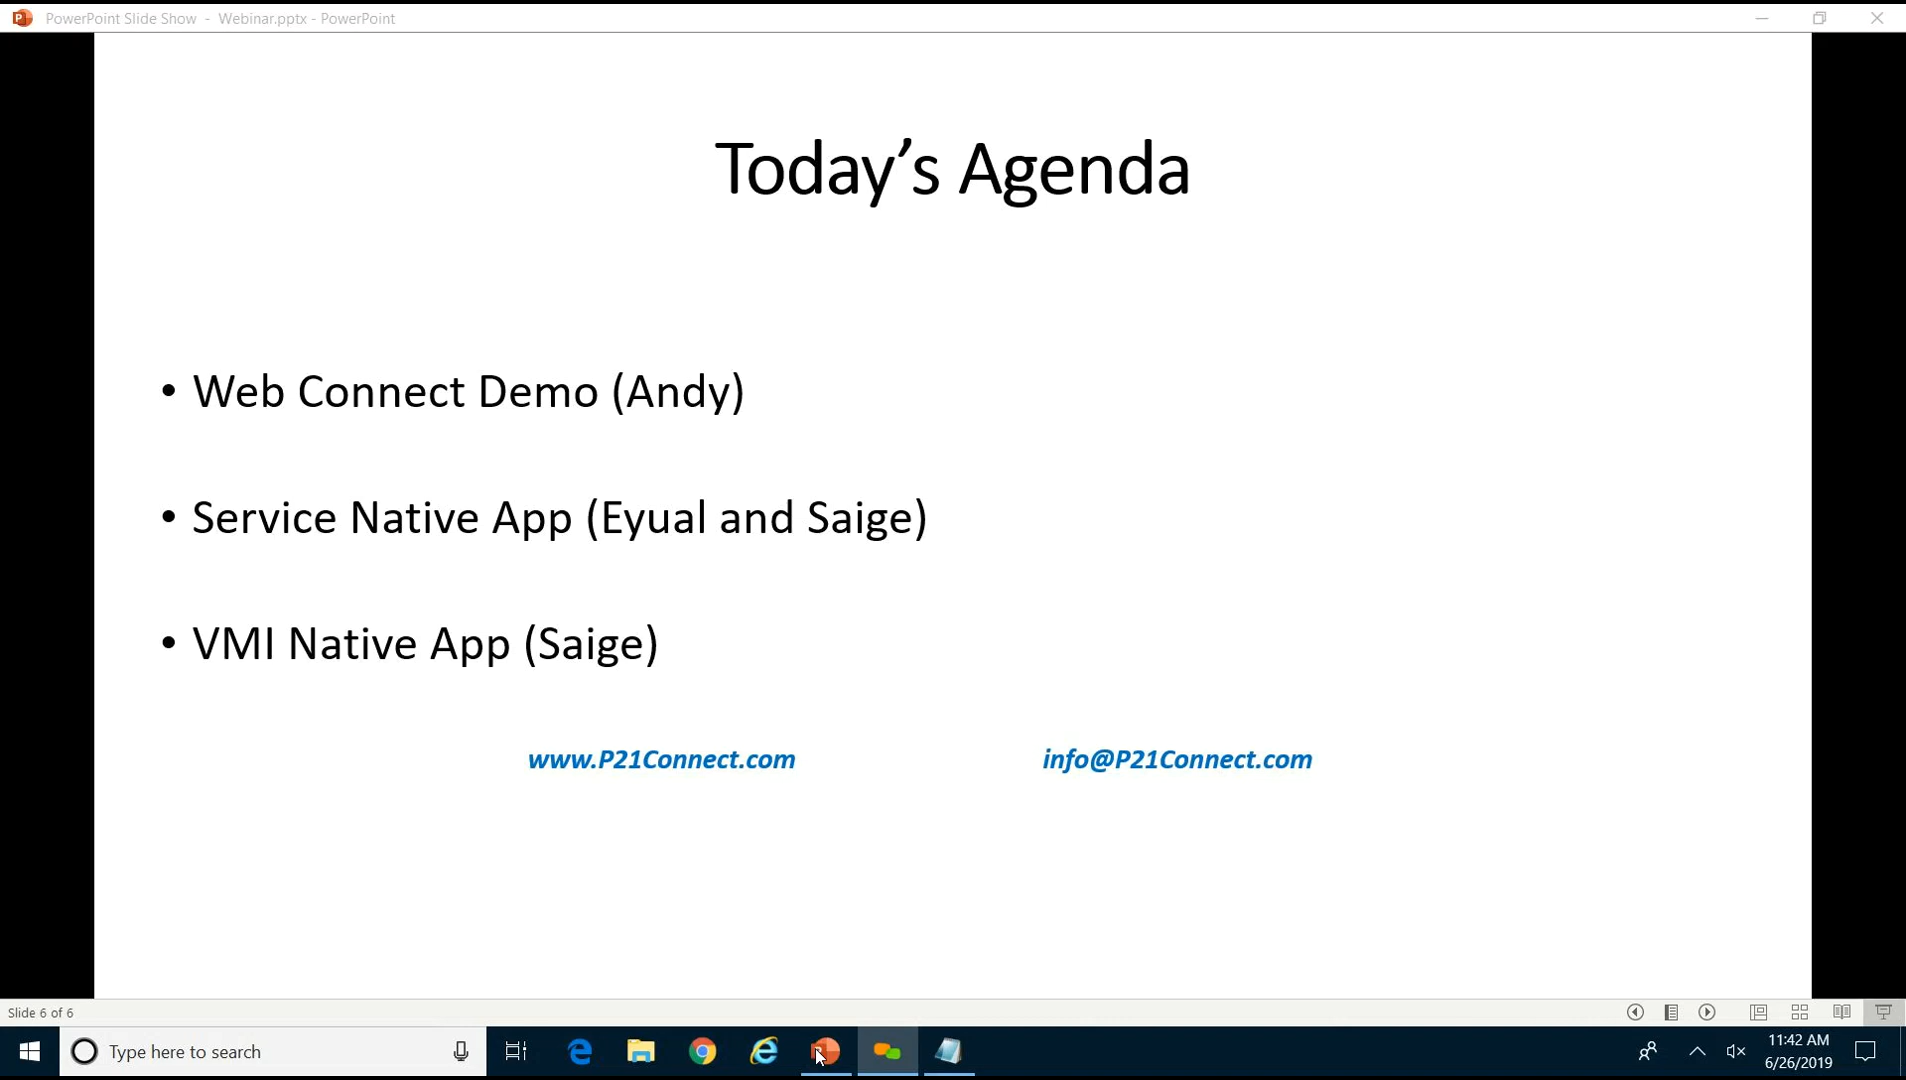 PowerPoint Slide Show - Webinar.pptx - PowerPoint
Today’s Agenda
• Web Connect Demo (Andy)
• Service Native App (Eyual and Saige)
• VMI Native App (Saige)
www.P21Connect.com info@P21Connect.com
Slide 6 of 6
Type here to search
11:42 AM
6/26/2019